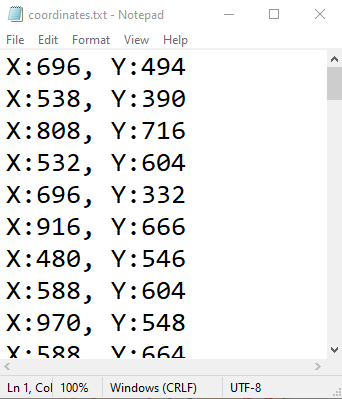 coordinates.txt - Notepad
File Edit Format View Help
X:696, Y:494
X:538, Y:390
X:808, Y:716
X:532, Y:604
X:696, Y:332
X:916, Y:666
X:480, Y:546
X:588, Y:604
X:970, Y:548
X:588, Y:664
Ln 1, Col 100% Windows (CRLF) UTF-8